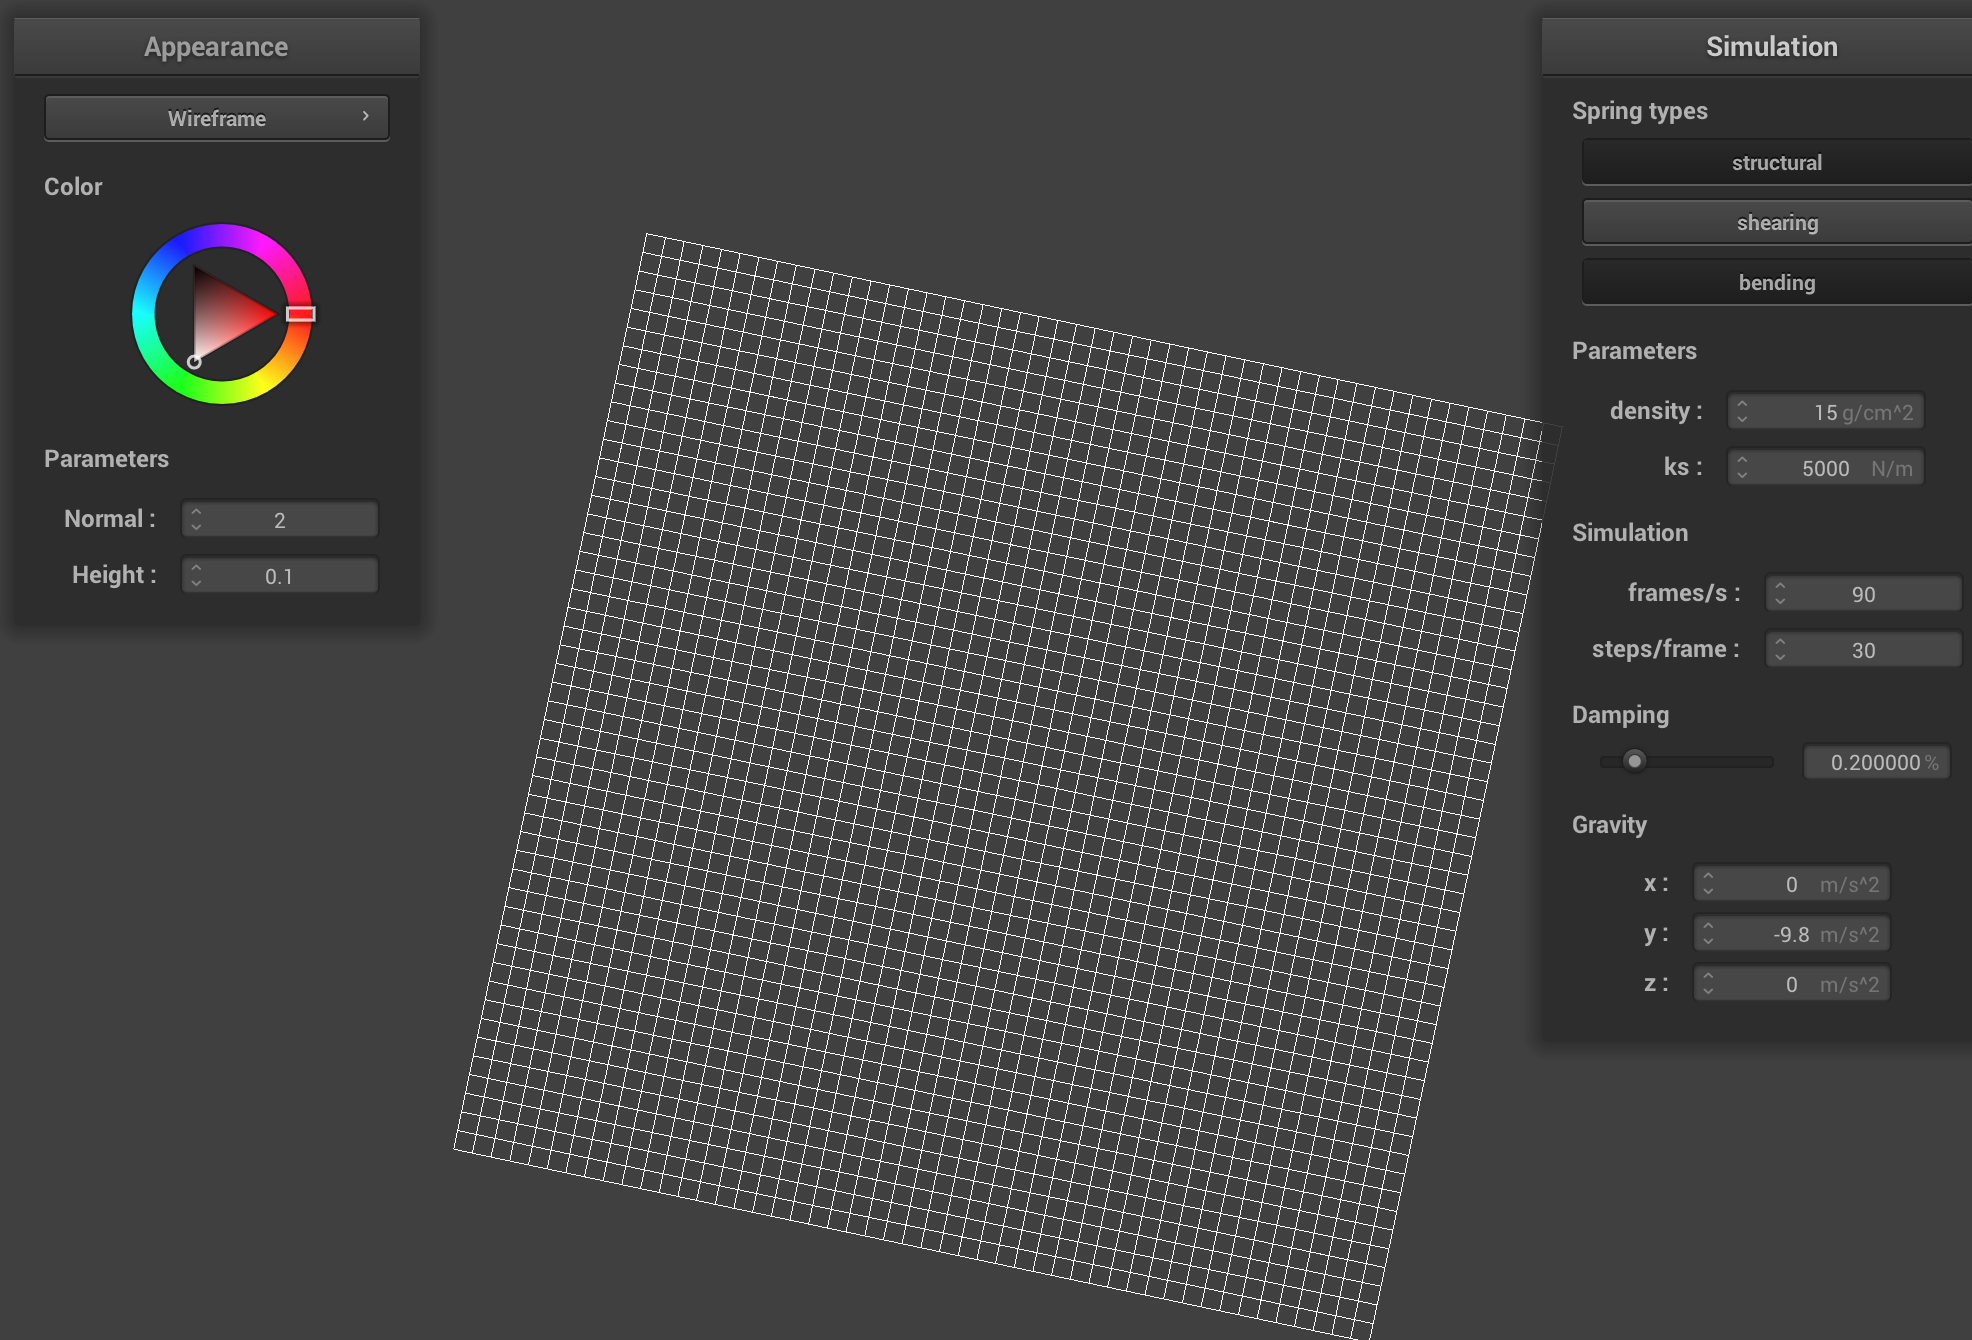 Appearance
Wireframe
Color
Parameters
Normal : 2
Height : 0.1
Simulation
Spring types
structural
shearing
bending
Parameters
density : 15 g/cm^2
ks : 5000 N/m
Simulation
frames/s : 90
steps/frame : 30
Damping
0.200000 %
Gravity
x : 0 m/s^2
y : -9.8 m/s^2
z : 0 m/s^2